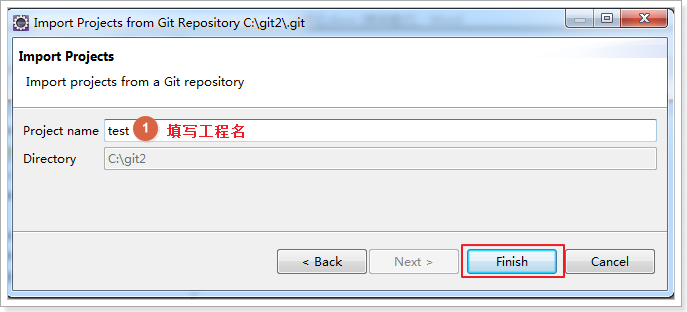 Import Projects from Git Repository C:\git2\.git
Import Projects
Import projects from a Git repository
Project name test 1 填写工程名
Directory C:\git2
< Back Next > Finish Cancel